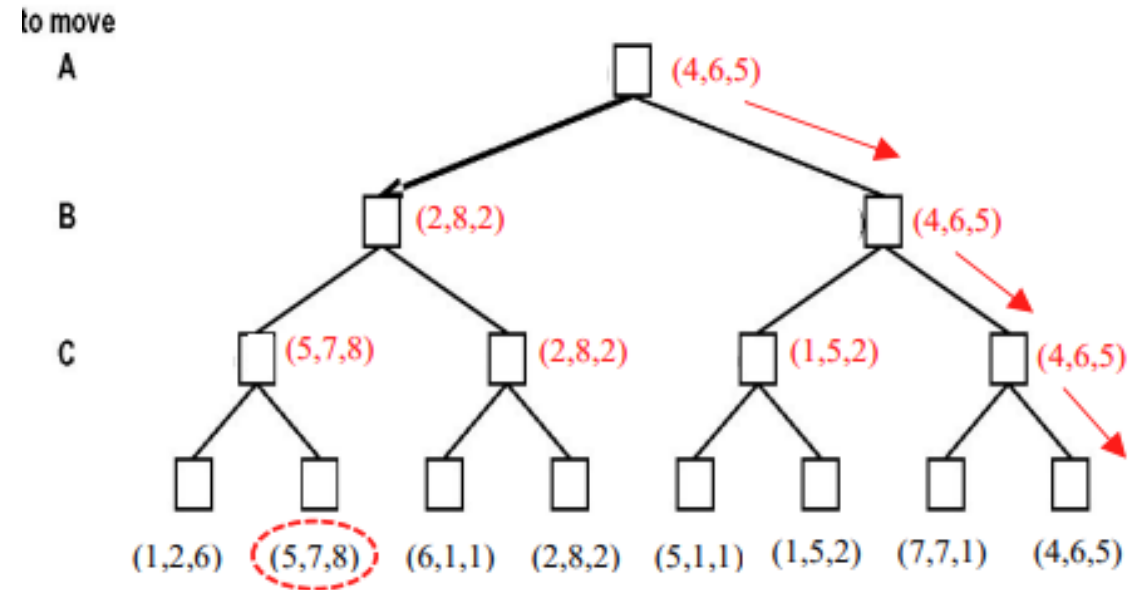 to move
A (4,6,5)
B (2,8,2) (4,6,5)
C (5,7,8) (2,8,2) (1,5,2) (4,6,5)
(1,2,6) (5,7,8) (6,1,1) (2,8,2) (5,1,1) (1,5,2) (7,7,1) (4,6,5)